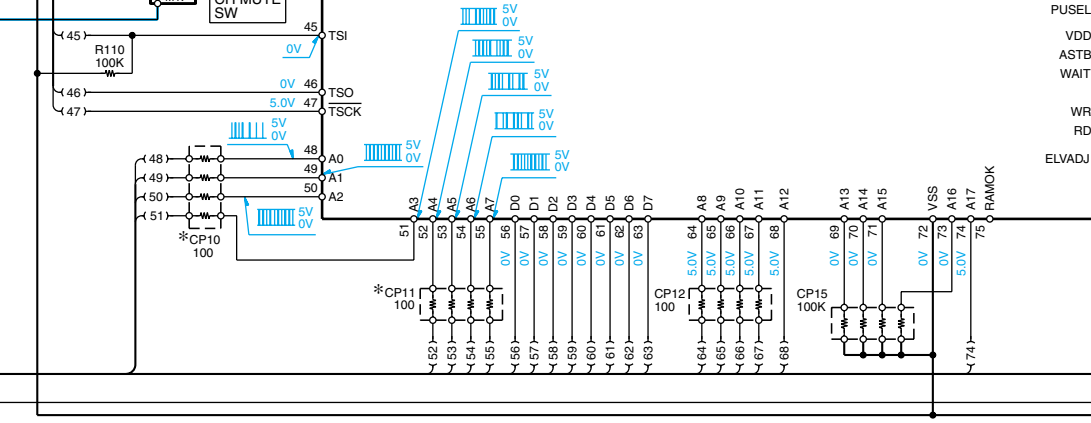 CH MUTE
SW
PUSEL
VDD
ASTB
WAIT
WR
RD
ELVADJ
45
R110
100K
0V
45
TSI
46
0V
46
TSO
47
5.0V
47
TSCK
5V
0V
5V
0V
5V
0V
5V
0V
5V
0V
5V
0V
5V
0V
5V
0V
48
48
A0
49
49
A1
50
50
A2
51
*CP10
100
A3
A4
A5
A6
A7
D0
D1
D2
D3
D4
D5
D6
D7
A8
A9
A10
A11
A12
A13
A14
A15
VSS
A16
A17
RAMOK
51
52
53
54
55
56
57
58
59
60
61
62
63
64
65
66
67
68
69
70
71
72
73
74
75
0V
0V
0V
0V
0V
0V
0V
0V
5.0V
5.0V
5.0V
5.0V
5.0V
0V
0V
0V
0V
0V
5.0V
*CP11
100
CP12
100
CP15
100K
52
53
54
55
56
57
58
59
60
61
62
63
64
65
66
67
68
74